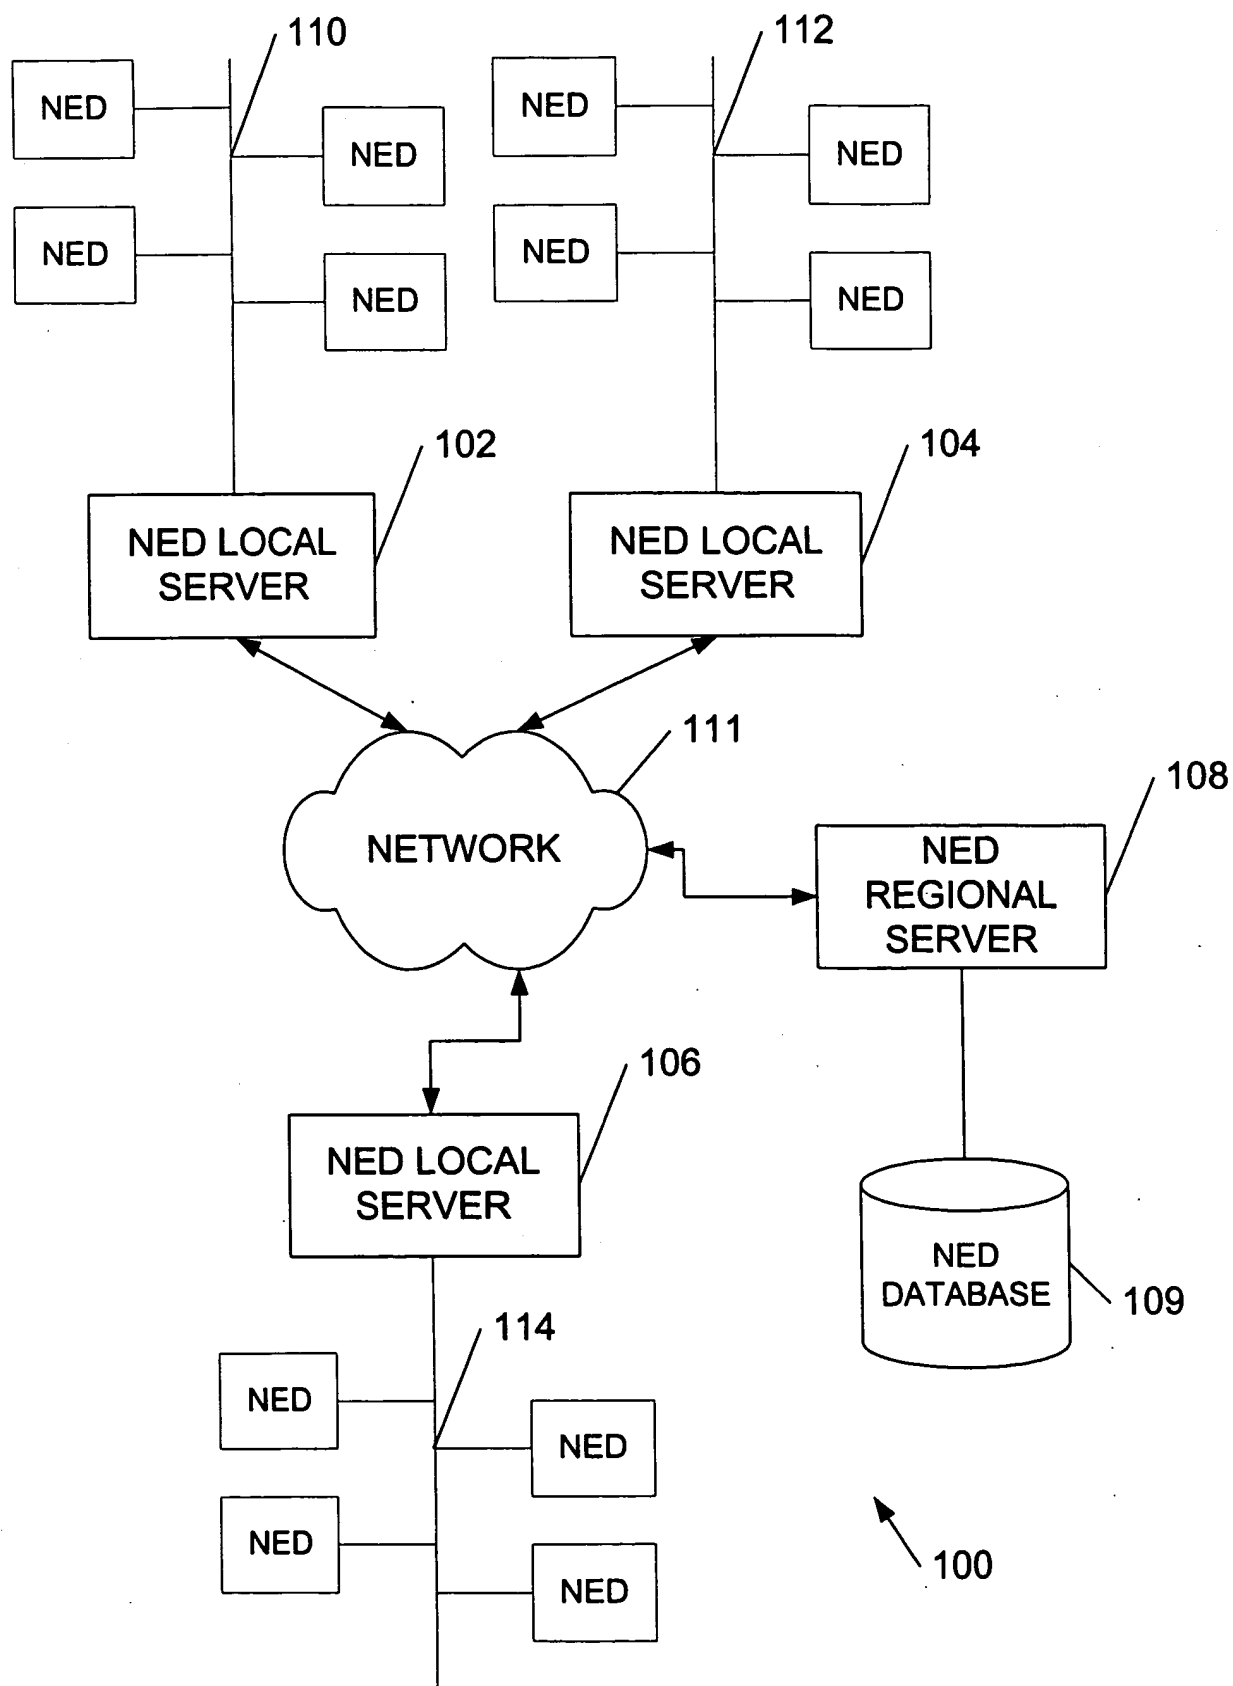 110
112
NED
NED
NED
NED
NED
NED
NED
NED
102
104
NED LOCAL
SERVER
NED LOCAL
SERVER
111
108
NETWORK
NED
REGIONAL
SERVER
106
NED LOCAL
SERVER
NED
DATABASE
109
114
NED
NED
NED
NED
100